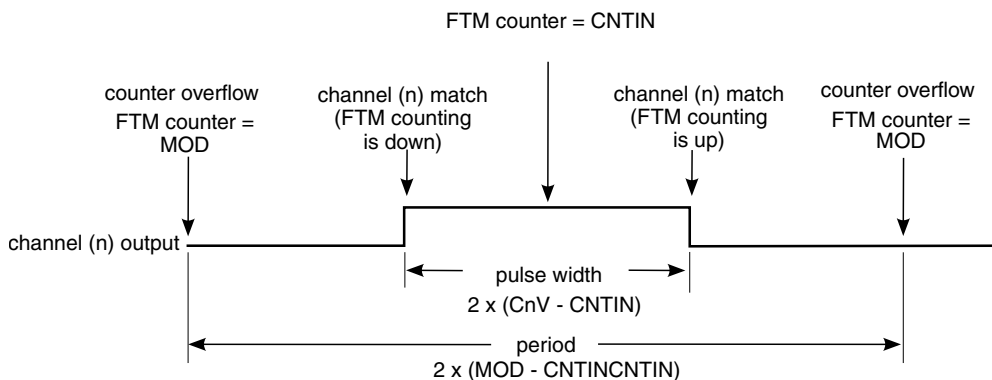 FTM counter = CNTIN
counter overflow
FTM counter =
MOD
channel (n) match
(FTM counting
is down)
channel (n) match
(FTM counting
is up)
counter overflow
FTM counter =
MOD
channel (n) output
pulse width
2 x (CnV - CNTIN)
period
2 x (MOD - CNTINCNTIN)